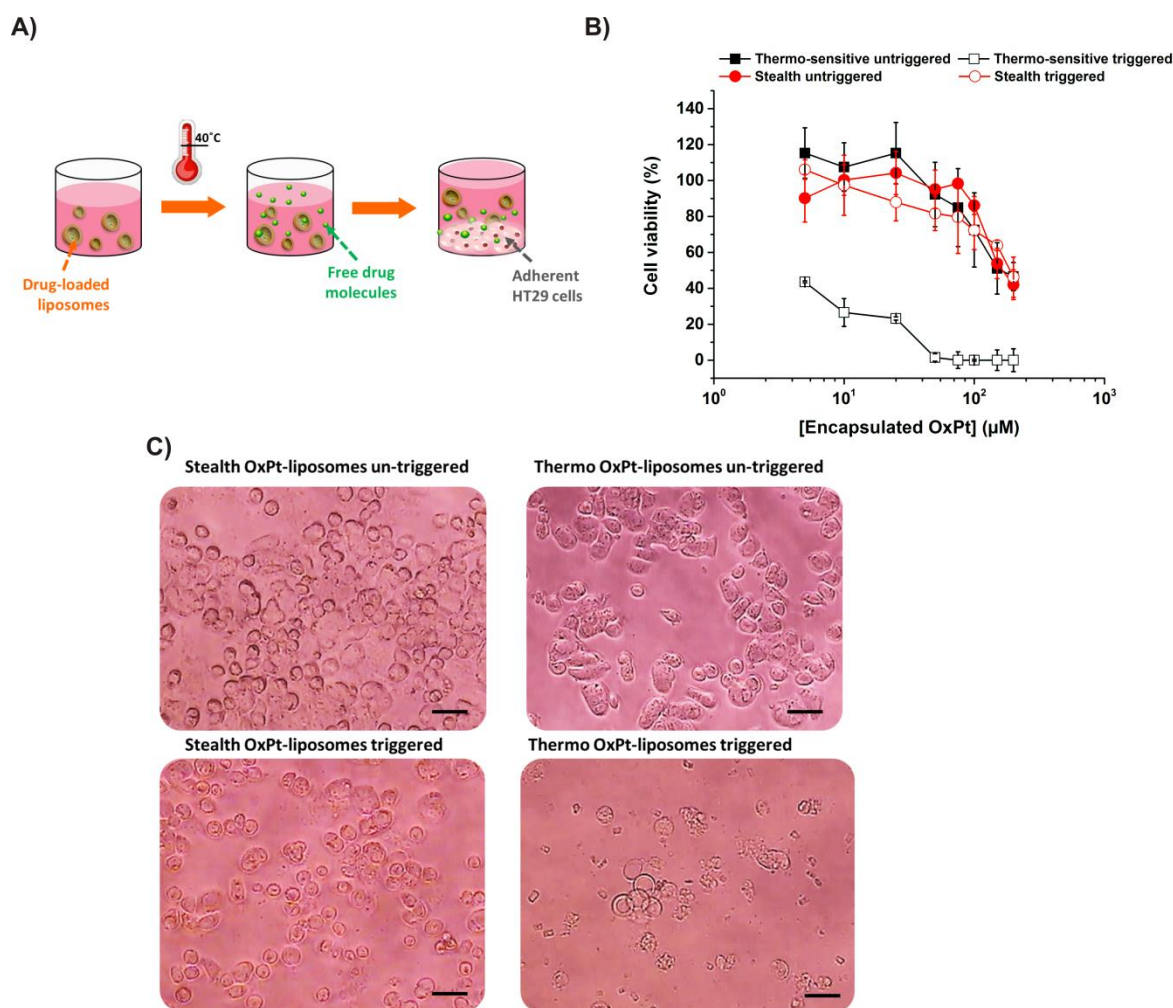 A)
40°C
Drug-loaded
liposomes
Free drug
molecules
Adherent
HT29 cells
B)
Thermo-sensitive untriggered
Thermo-sensitive triggered
Stealth untriggered
Stealth triggered
Cell viability (%)
120
100
80
60
40
20
0
10⁰
10¹
10²
10³
[Encapsulated OxPt] (µM)
C)
Stealth OxPt-liposomes un-triggered
Thermo OxPt-liposomes un-triggered
Stealth OxPt-liposomes triggered
Thermo OxPt-liposomes triggered